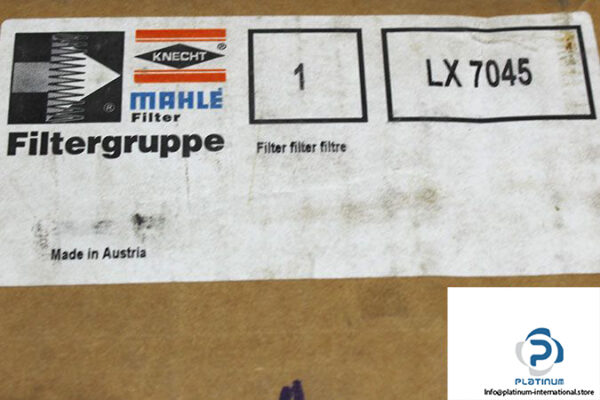 KNECHT
®
®
MAHLE
Filter
Filtergruppe
1
LX 7045
Filter filter filtre
Made in Austria
P
PLATINUM
Info@platinum-international.store